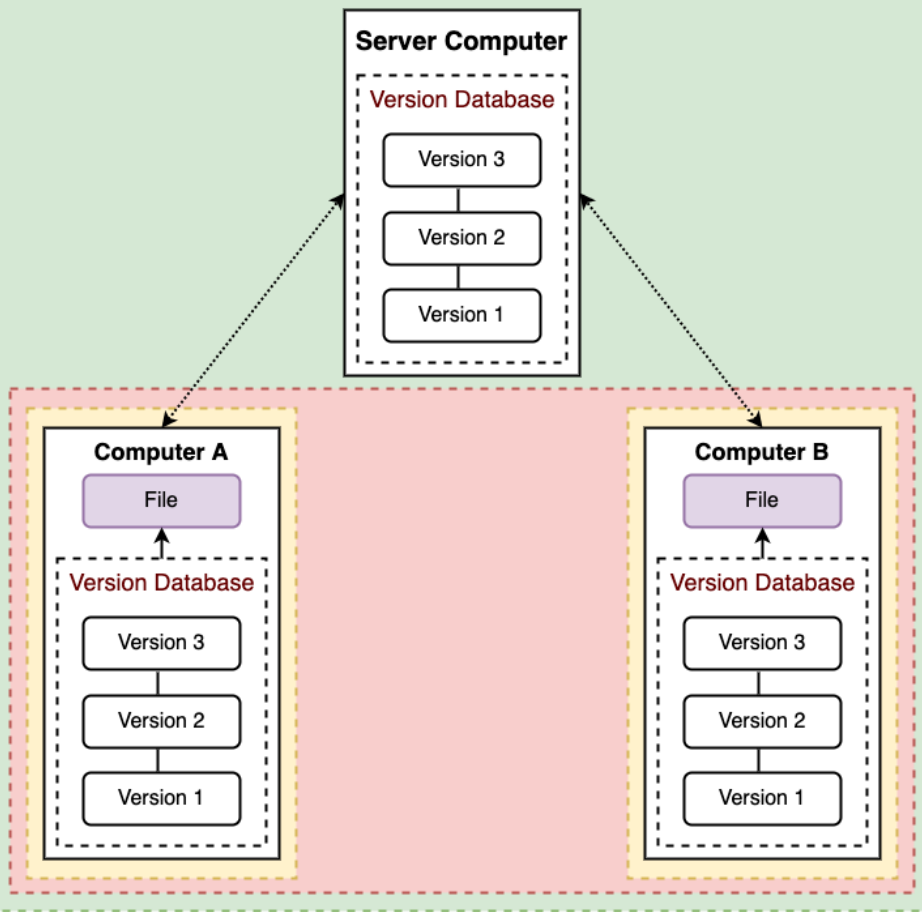 Server Computer
Version Database
Version 3
Version 2
Version 1
Computer A
File
Version Database
Version 3
Version 2
Version 1
Computer B
File
Version Database
Version 3
Version 2
Version 1